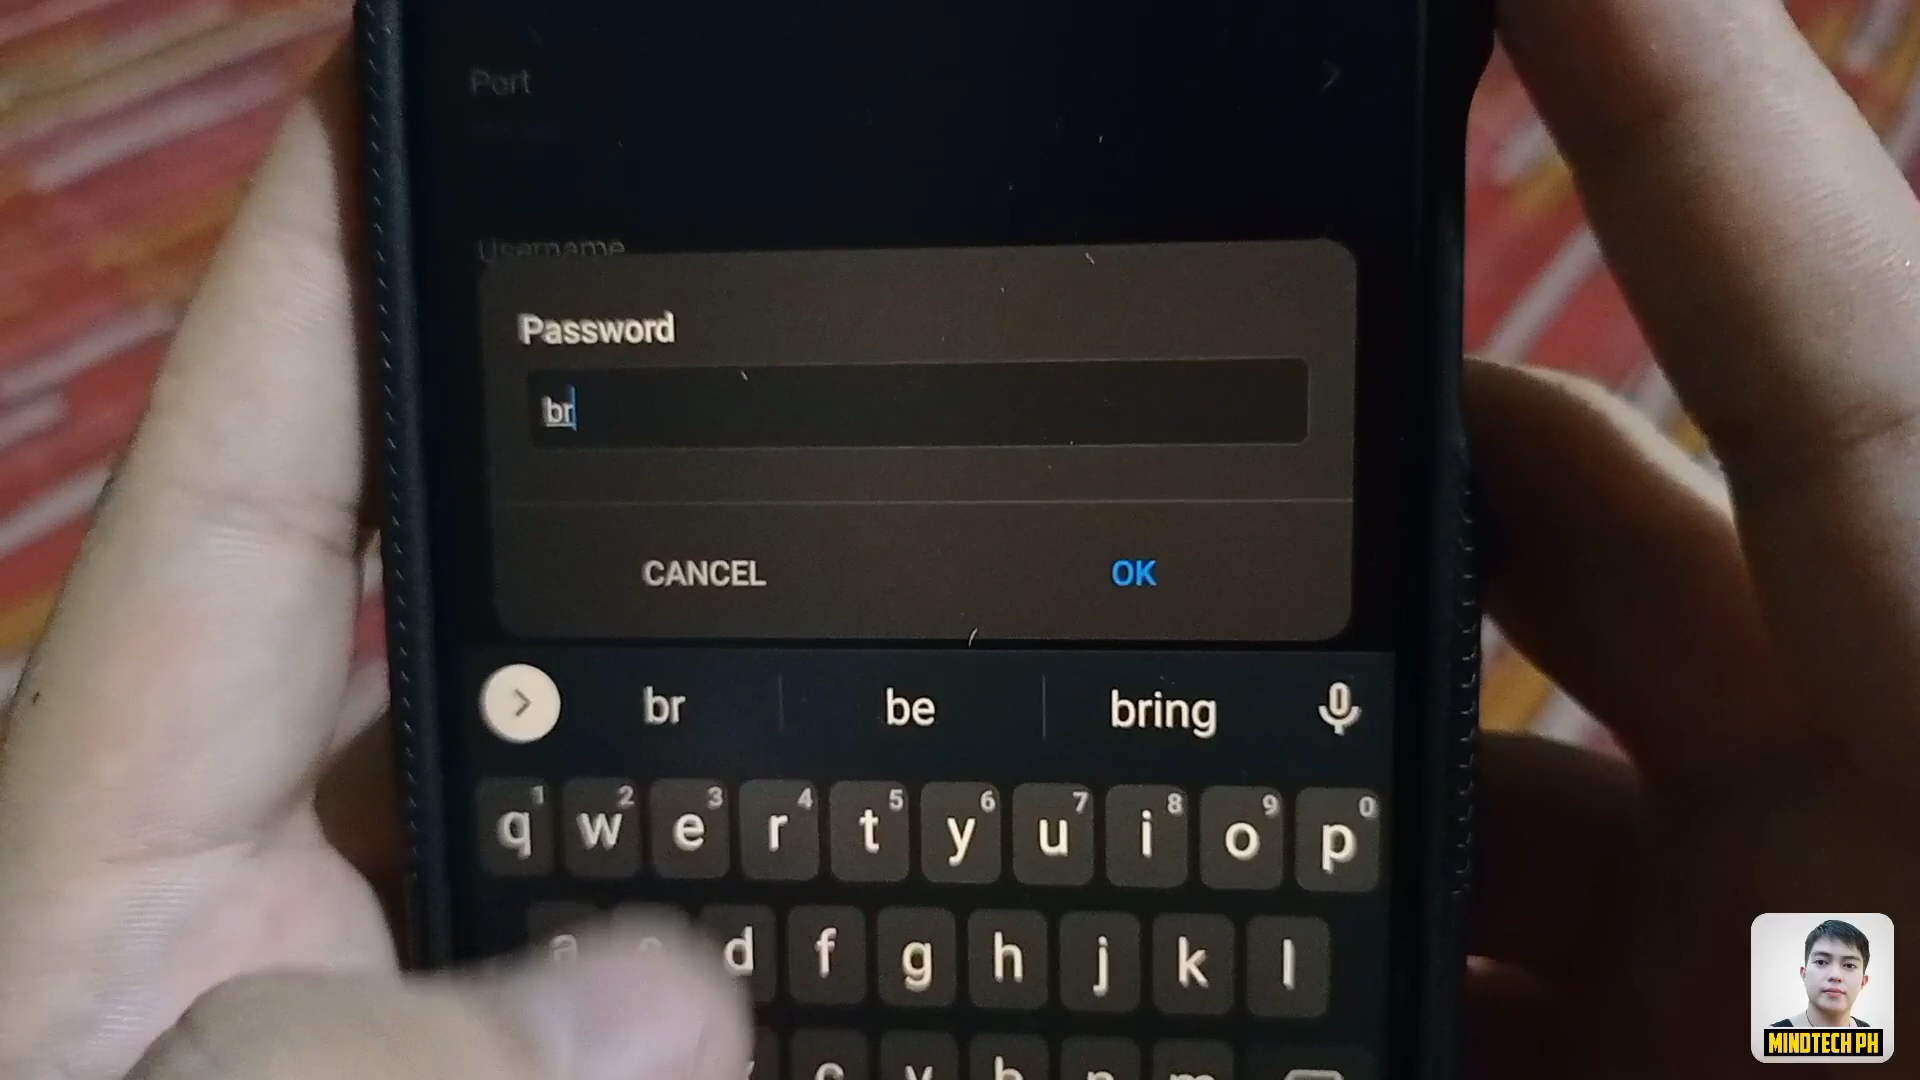 Port
Username
Password
br
CANCEL OK
br be bring
1 2 3 4 5 6 7 8 9 0
q w e r t y u i o p
d f g h j k l
c v b n m
MINDTECH PH